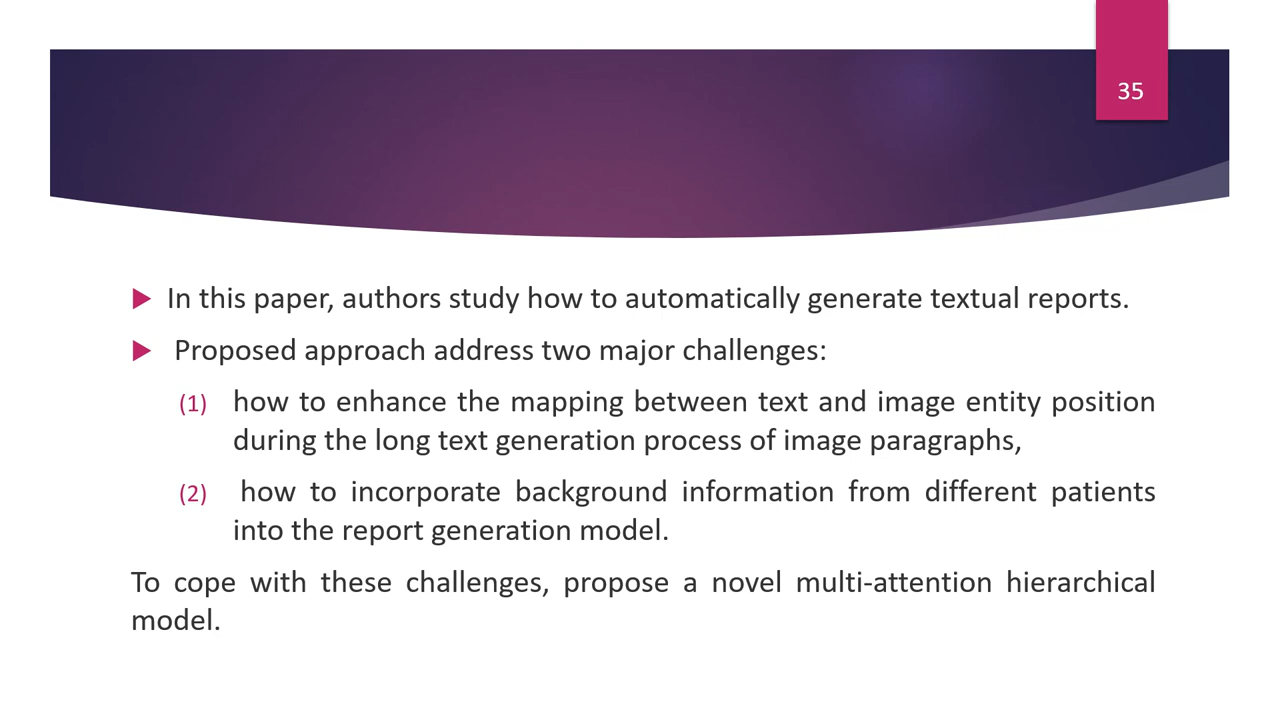 35
In this paper, authors study how to automatically generate textual reports.
Proposed approach address two major challenges:
(1) how to enhance the mapping between text and image entity position
during the long text generation process of image paragraphs,
(2) how to incorporate background information from different patients
into the report generation model.
To cope with these challenges, propose a novel multi-attention hierarchical
model.